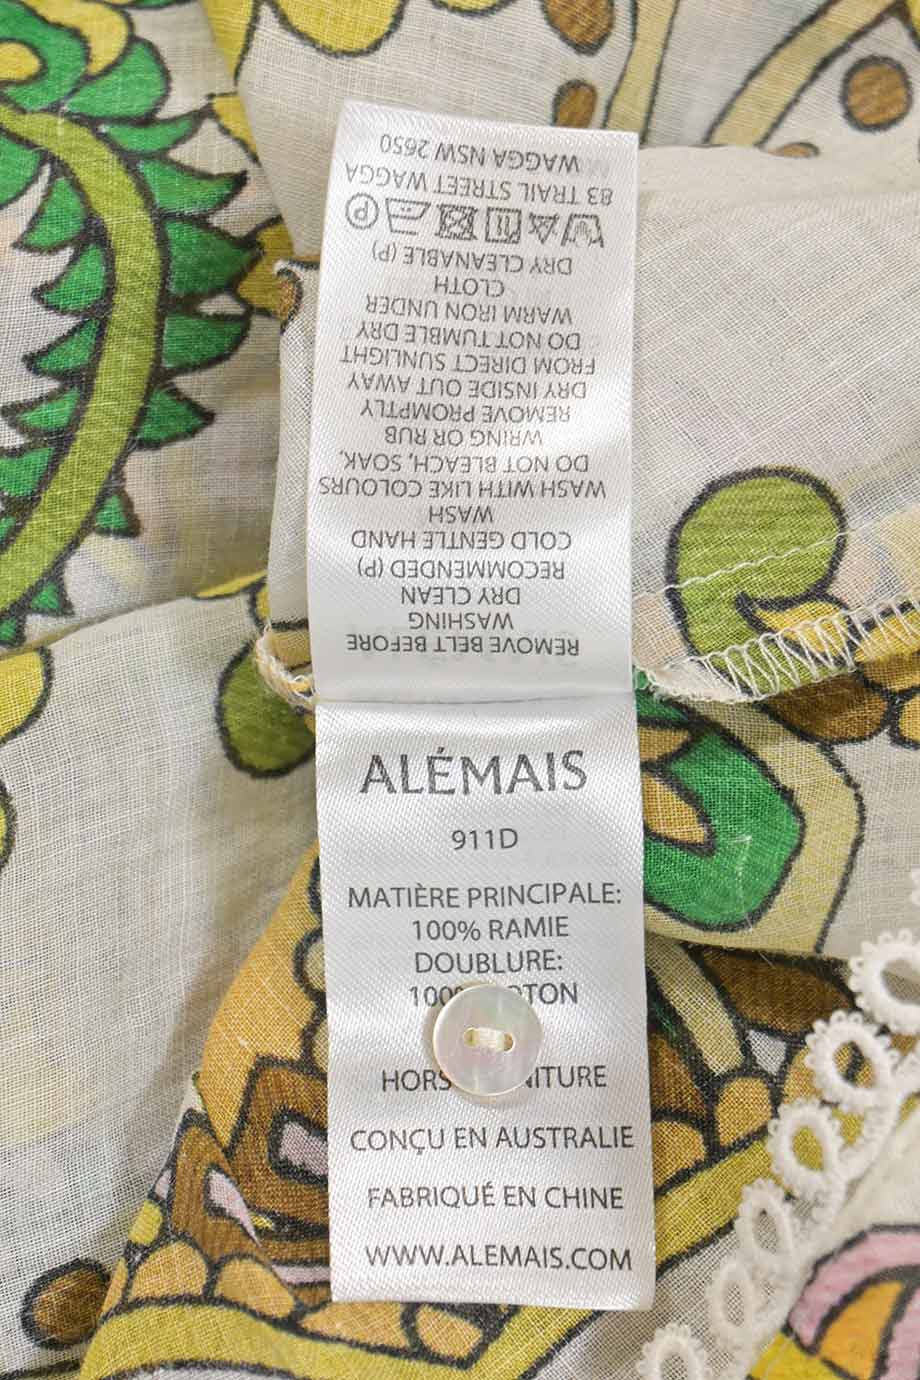 REMOVE BELT BEFORE
WASHING
DRY CLEAN
RECOMMENDED (P)
COLD GENTLE HAND
WASH
WASH WITH LIKE COLOURS
DO NOT BLEACH, SOAK,
WRING OR RUB
REMOVE PROMPTLY
DRY INSIDE OUT AWAY
FROM DIRECT SUNLIGHT
DO NOT TUMBLE DRY
WARM IRON UNDER
CLOTH
DRY CLEANABLE (P)
P
83 TRAIL STREET WAGGA
WAGGA NSW 2650
ALÉMAIS
911D
MATIÈRE PRINCIPALE:
100% RAMIE
DOUBLURE:
HORS
CONÇU EN AUSTRALIE
FABRIQUÉ EN CHINE
WWW.ALEMAIS.COM